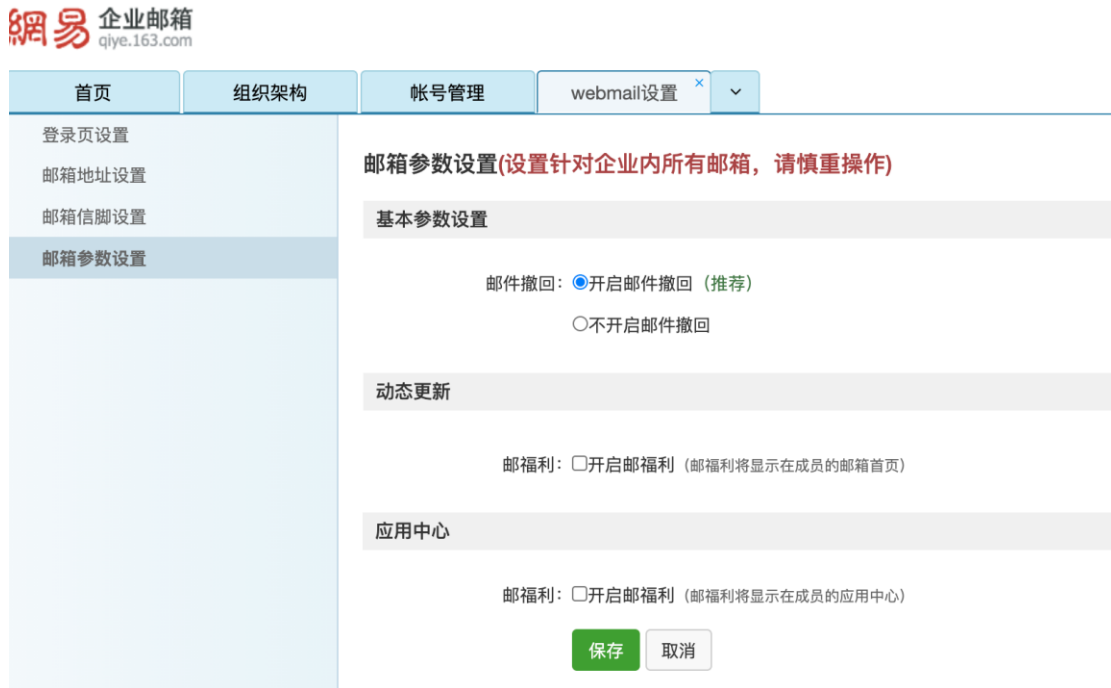 網易 企业邮箱
qiye.163.com
首页 组织架构 帐号管理 webmail设置
登录页设置
邮箱地址设置
邮箱信脚设置
邮箱参数设置
邮箱参数设置(设置针对企业内所有邮箱，请慎重操作)
基本参数设置
邮件撤回： 开启邮件撤回（推荐）
不开启邮件撤回
动态更新
邮福利： 开启邮福利（邮福利将显示在成员的邮箱首页）
应用中心
邮福利： 开启邮福利（邮福利将显示在成员的应用中心）
保存 取消